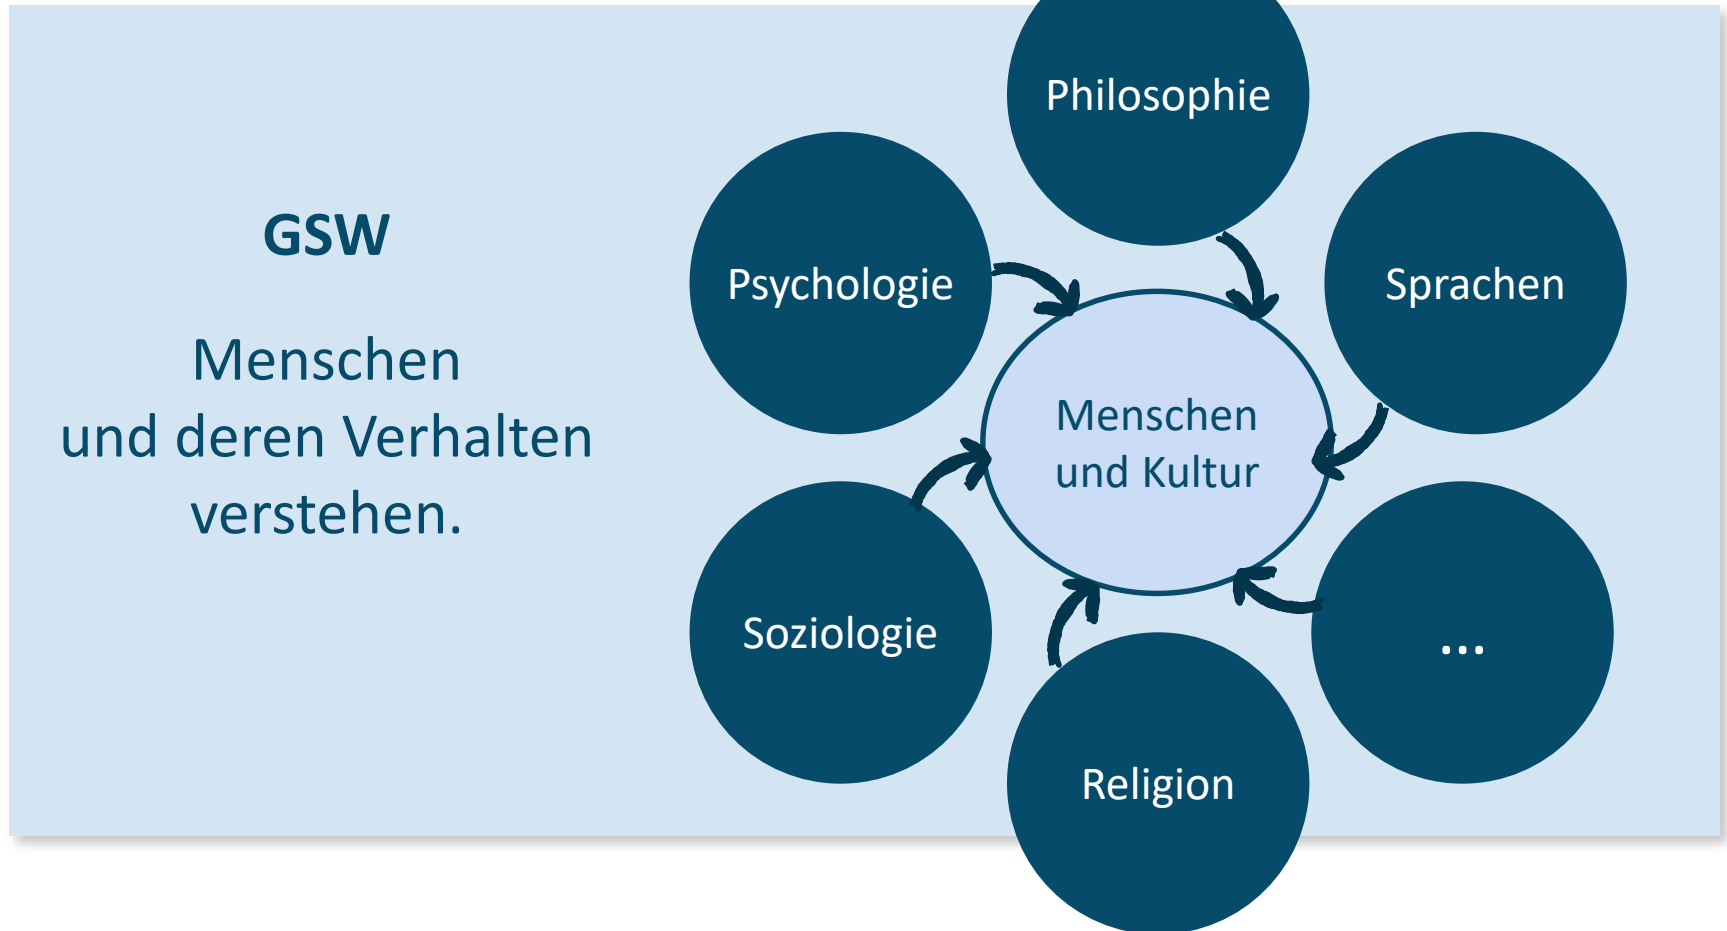 GSW
Menschen
und deren Verhalten
verstehen.
Philosophie
Psychologie
Sprachen
Menschen
und Kultur
Soziologie
...
Religion